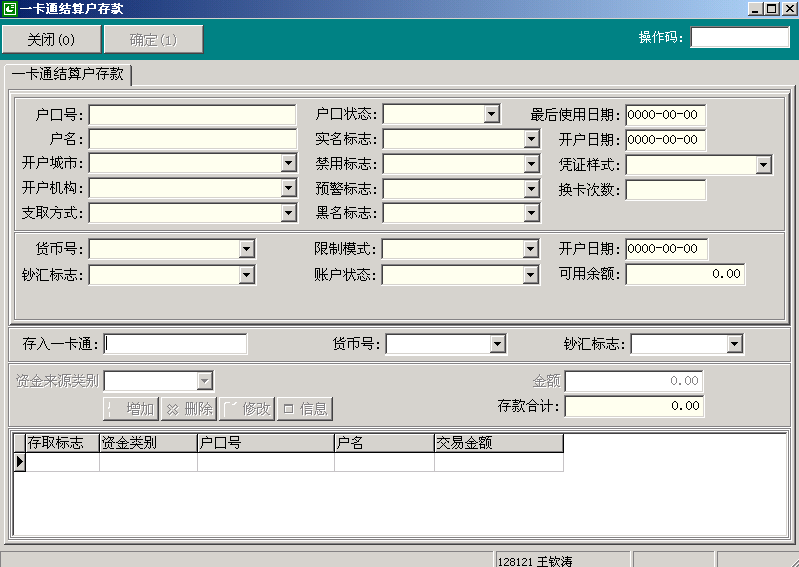 一卡通结算户存款
关闭(0) 确定(1) 操作码:
一卡通结算户存款
户口号: 户口状态: 最后使用日期: 0000-00-00
户名: 实名标志: 开户日期: 0000-00-00
开户城市: 禁用标志: 凭证样式:
开户机构: 预警标志: 换卡次数:
支取方式: 黑名标志:
货币号: 限制模式: 开户日期: 0000-00-00
钞汇标志: 账户状态: 可用余额: 0.00
存入一卡通: 货币号: 钞汇标志:
资金来源类别 金额 0.00
增加 删除 修改 信息 存款合计: 0.00
存取标志 资金类别 户口号 户名 交易金额
128121 王钦涛